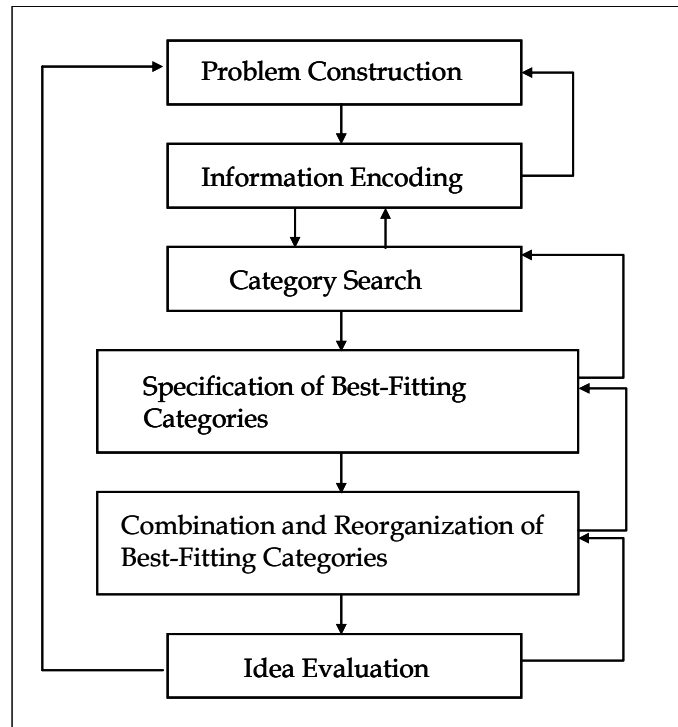 Problem Construction
Information Encoding
Category Search
Specification of Best-Fitting
Categories
Combination and Reorganization of
Best-Fitting Categories
Idea Evaluation